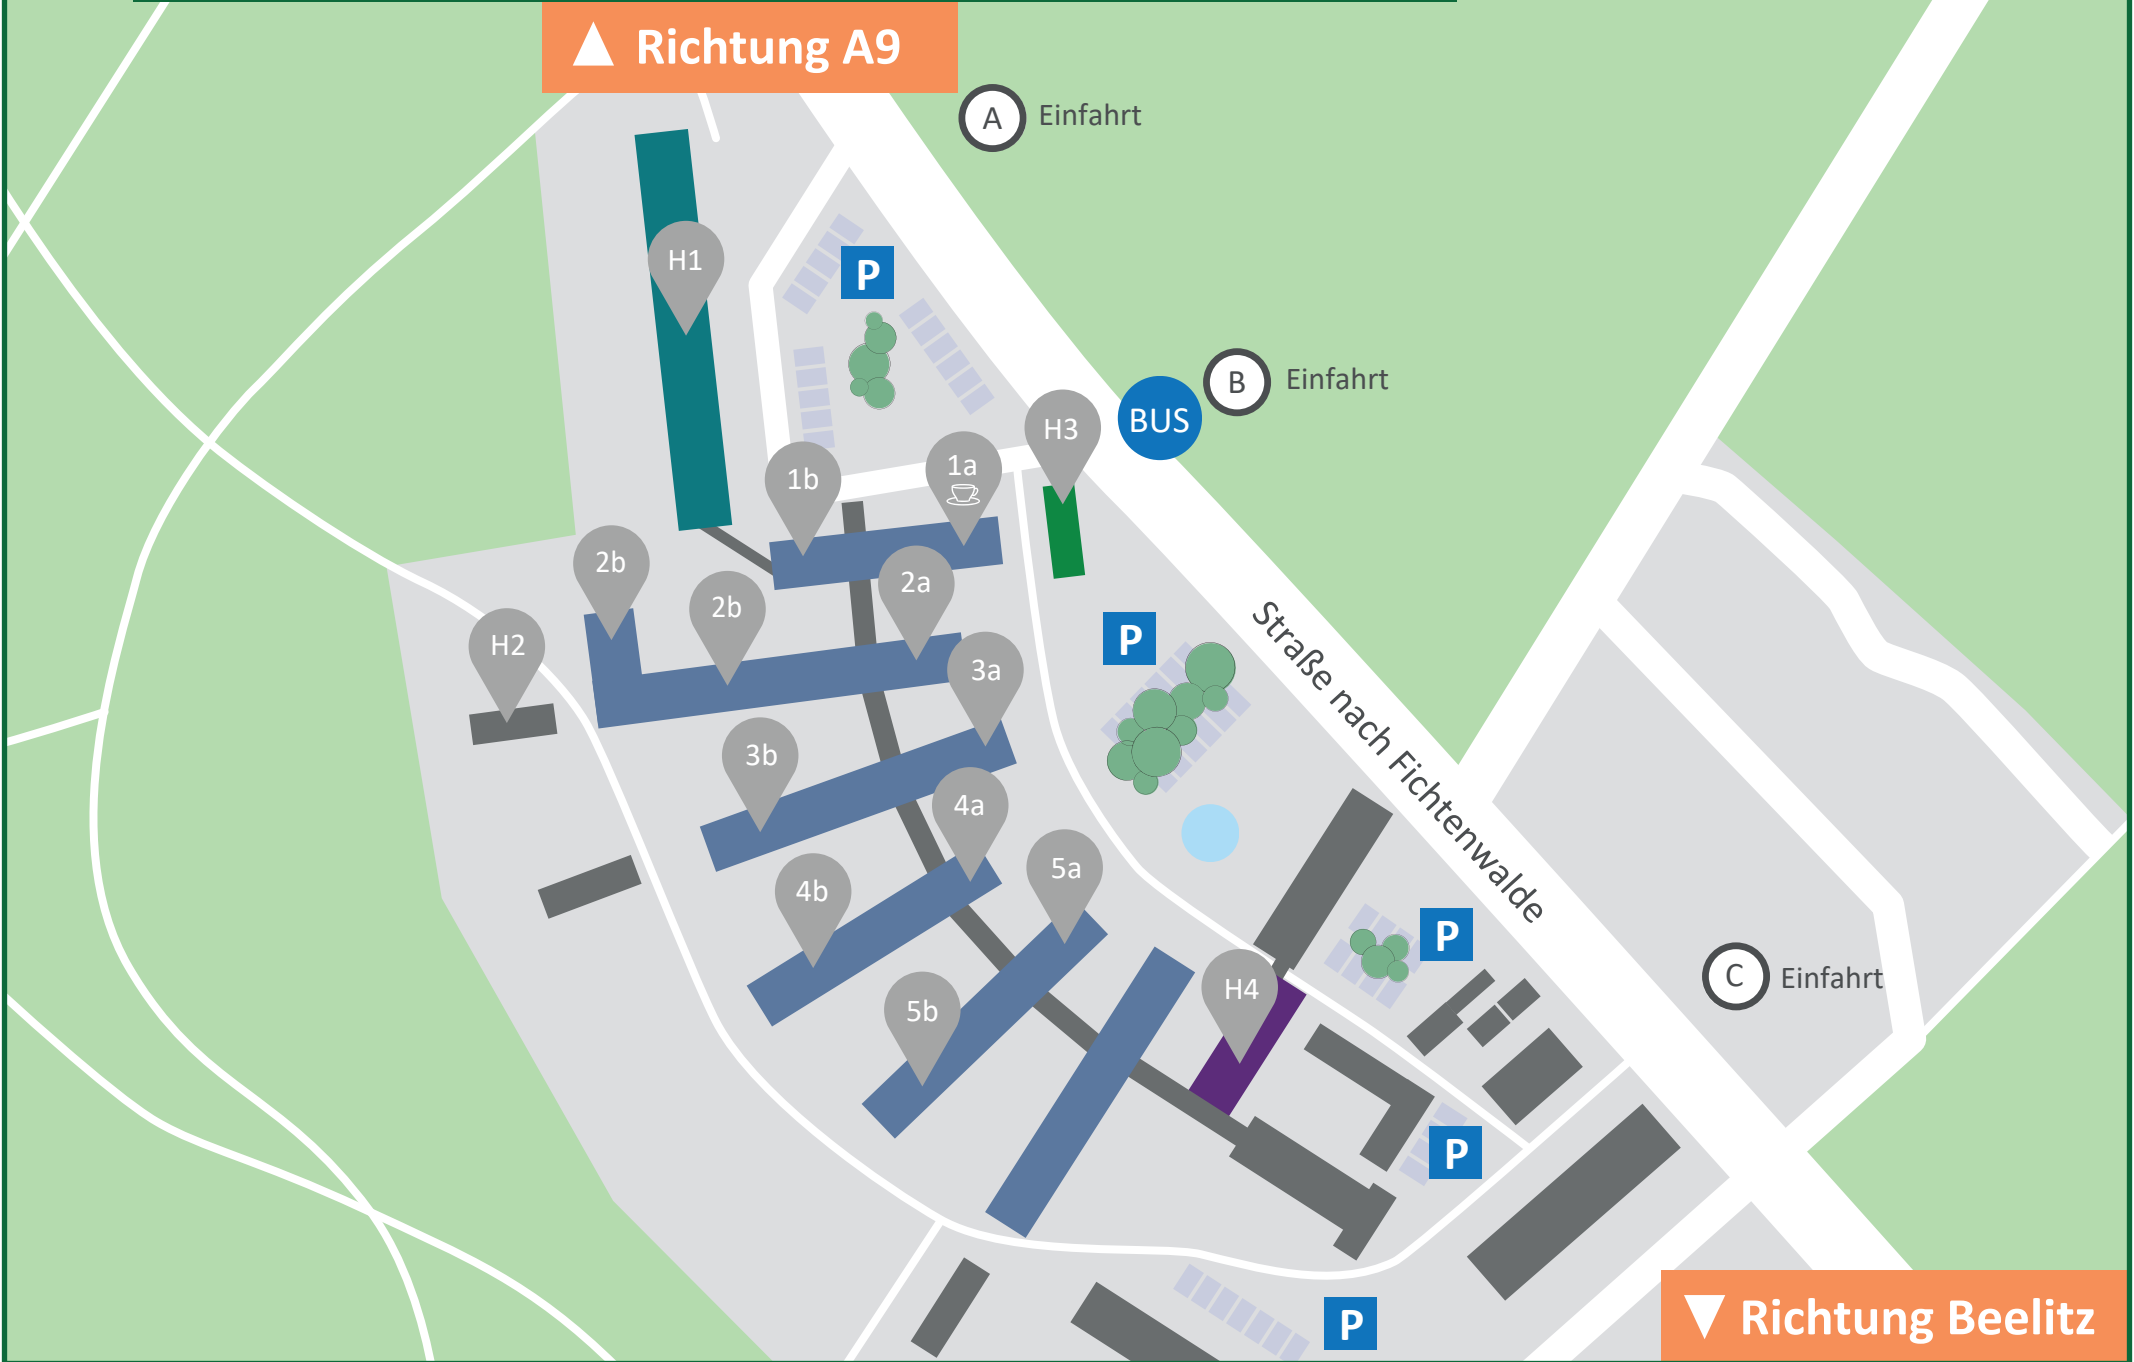 ▲ Richtung A9
A Einfahrt
H1
P
B Einfahrt
BUS
H3
1a
1b
2b
2a
2b
H2
3a
P
3b
4a
4b
5a
Straße nach Fichtenwalde
P
C Einfahrt
H4
5b
P
P
▼ Richtung Beelitz